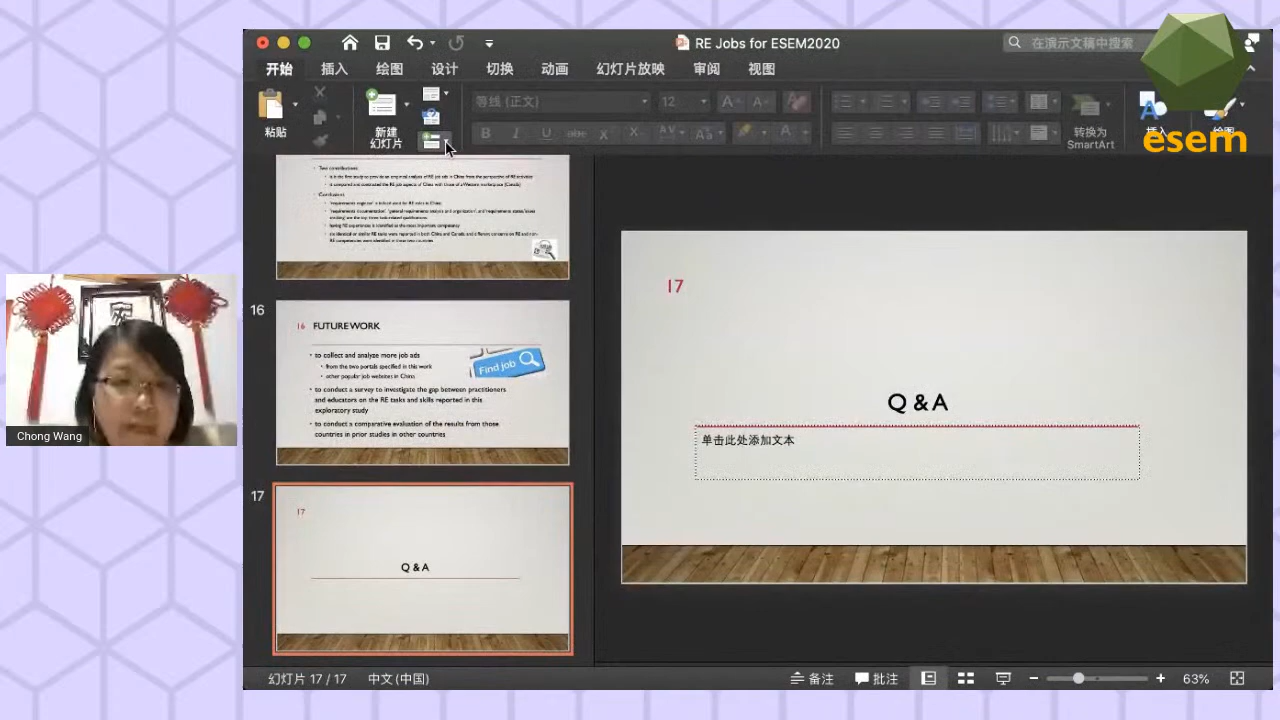 RE Jobs for ESEM2020
在演示文稿中搜索
esem
开始 插入 绘图 设计 切换 动画 幻灯片放映 审阅 视图
粘贴
新建
幻灯片
等线 (正文)
12
转换为
SmartArt
Two contributions
Conclusions
16
16 FUTURE WORK
to collect and analyze more job ads
from the two portals specified in this work
other popular job websites in China
to conduct a survey to investigate the gap between practitioners
and educators on the RE tasks and skills reported in this
exploratory study
to conduct a comparative evaluation of the results from those
countries in prior studies in other countries
Find job
17
17
Q & A
17
Q & A
单击此处添加文本
Chong Wang
幻灯片 17 / 17
中文(中国)
备注
批注
63%